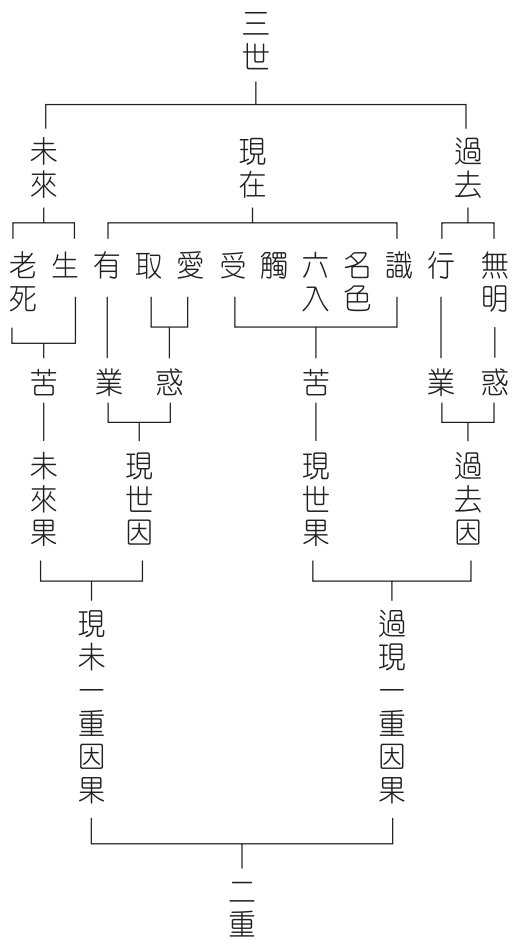 三世
過去
現在
未來
無明
行
識
名色
六入
觸
受
愛
取
有
生
老死
惑
業
苦
惑
業
苦
過去因
現世果
現世因
未來果
過現一重因果
現未一重因果
二重